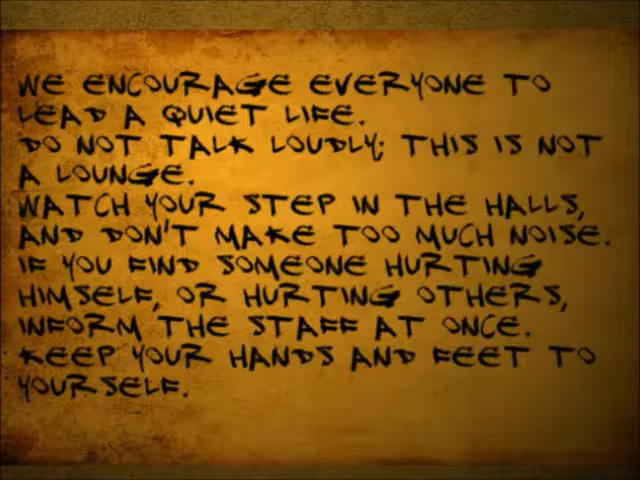 WE ENCOURAGE EVERYONE TO
LEAD A QUIET LIFE.
DO NOT TALK LOUDLY; THIS IS NOT
A LOUNGE.
WATCH YOUR STEP IN THE HALLS,
AND DON'T MAKE TOO MUCH NOISE.
IF YOU FIND SOMEONE HURTING
HIMSELF, OR HURTING OTHERS,
INFORM THE STAFF AT ONCE.
KEEP YOUR HANDS AND FEET TO
YOURSELF.